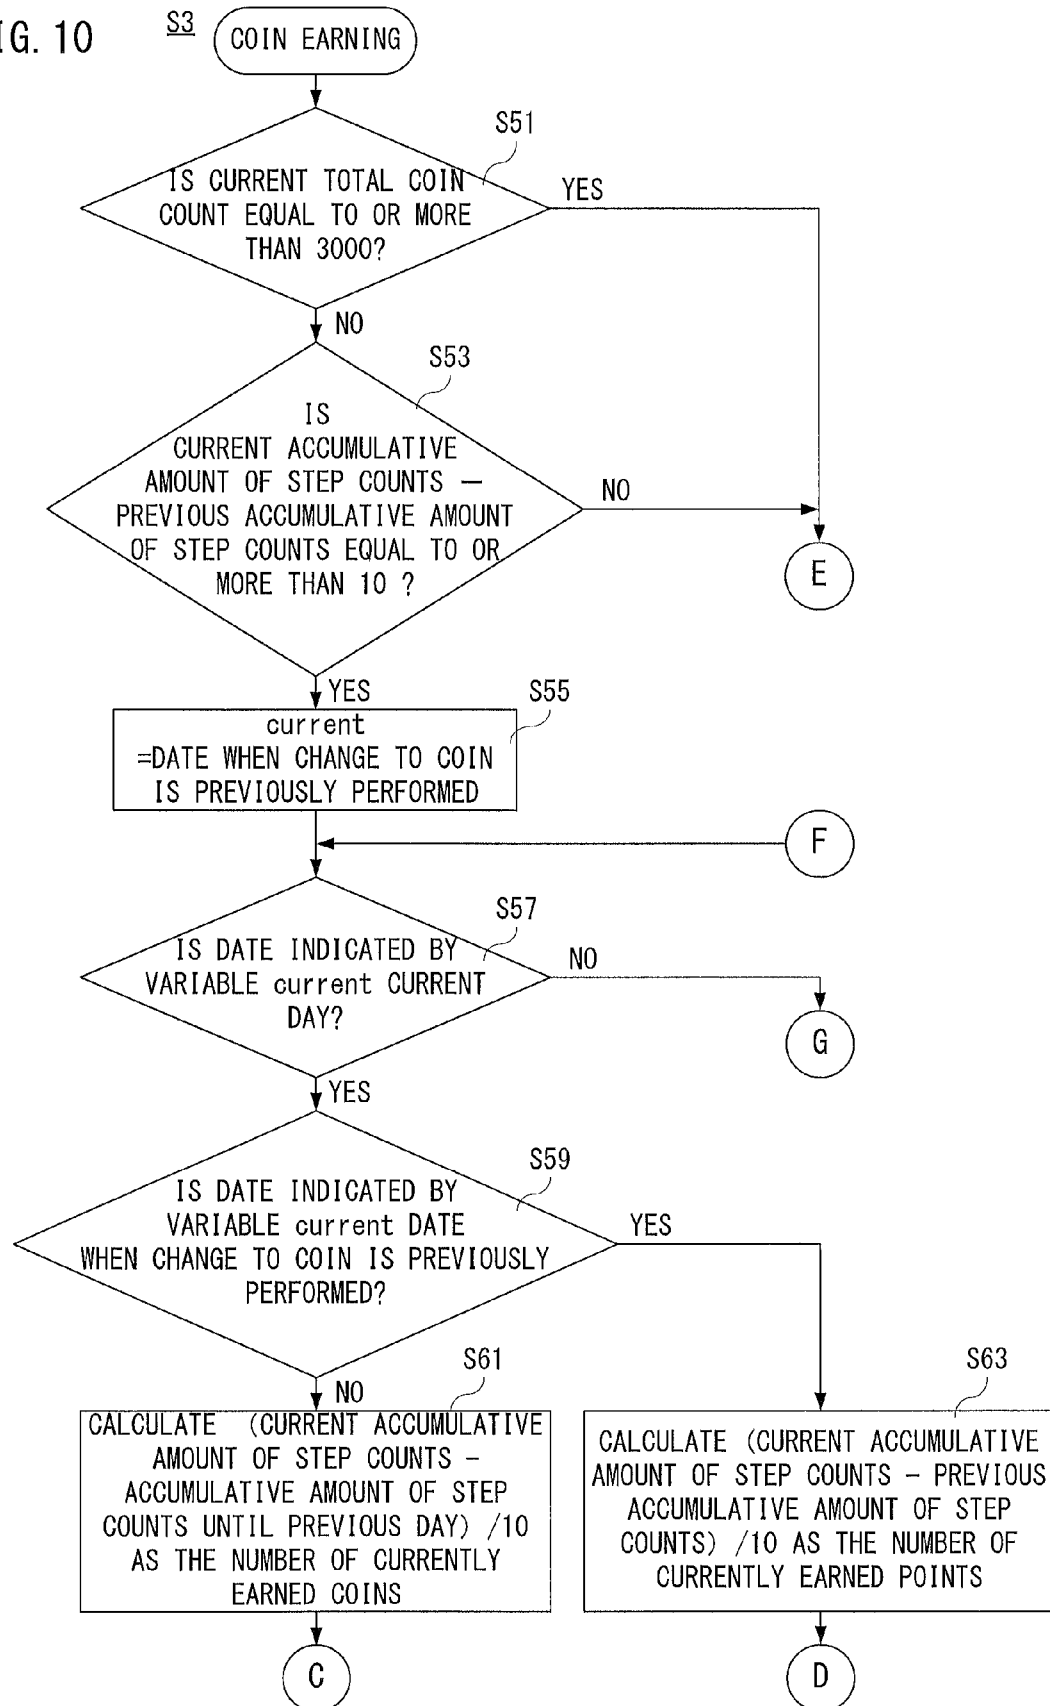 IG. 10
S3
COIN EARNING
S51
IS CURRENT TOTAL COIN
COUNT EQUAL TO OR MORE
THAN 3000?
YES
NO
S53
IS
CURRENT ACCUMULATIVE
AMOUNT OF STEP COUNTS —
PREVIOUS ACCUMULATIVE AMOUNT
OF STEP COUNTS EQUAL TO OR
MORE THAN 10 ?
NO
E
YES
S55
current
=DATE WHEN CHANGE TO COIN
IS PREVIOUSLY PERFORMED
F
S57
IS DATE INDICATED BY
VARIABLE current CURRENT
DAY?
NO
G
YES
S59
IS DATE INDICATED BY
VARIABLE current DATE
WHEN CHANGE TO COIN IS PREVIOUSLY
PERFORMED?
YES
NO
S61
CALCULATE (CURRENT ACCUMULATIVE
AMOUNT OF STEP COUNTS −
ACCUMULATIVE AMOUNT OF STEP
COUNTS UNTIL PREVIOUS DAY) /10
AS THE NUMBER OF CURRENTLY
EARNED COINS
C
S63
CALCULATE (CURRENT ACCUMULATIVE
AMOUNT OF STEP COUNTS − PREVIOUS
ACCUMULATIVE AMOUNT OF STEP
COUNTS) /10 AS THE NUMBER OF
CURRENTLY EARNED POINTS
D